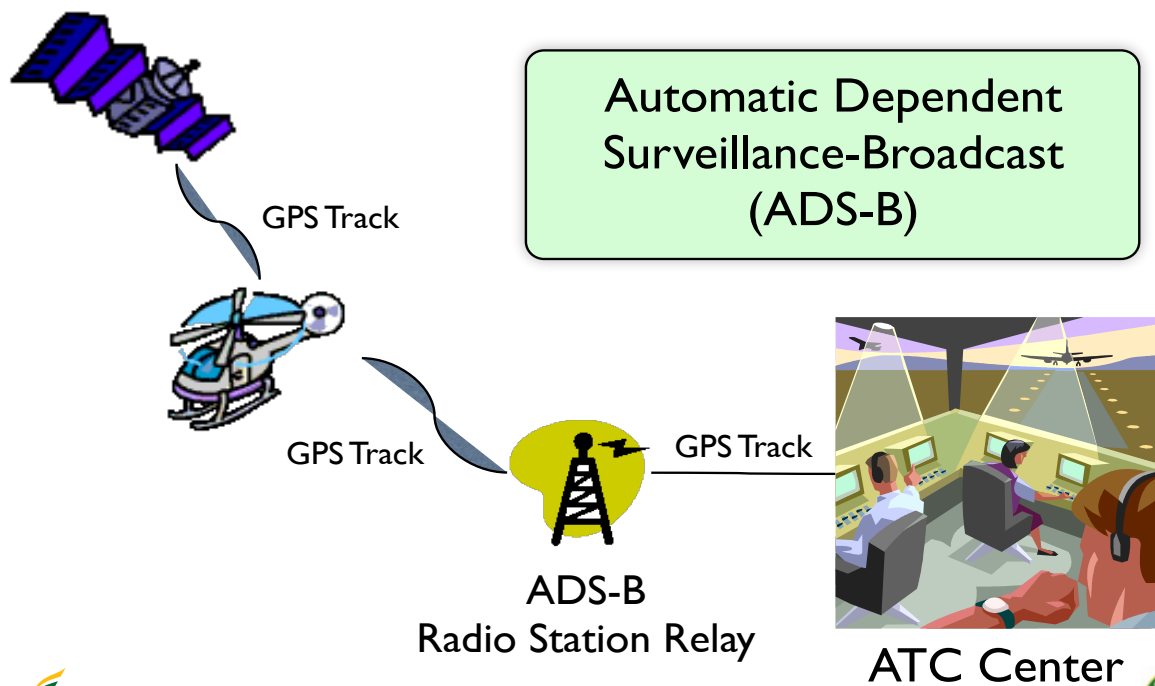 Automatic Dependent
Surveillance-Broadcast
(ADS-B)
GPS Track
GPS Track
GPS Track
ADS-B
Radio Station Relay
ATC Center